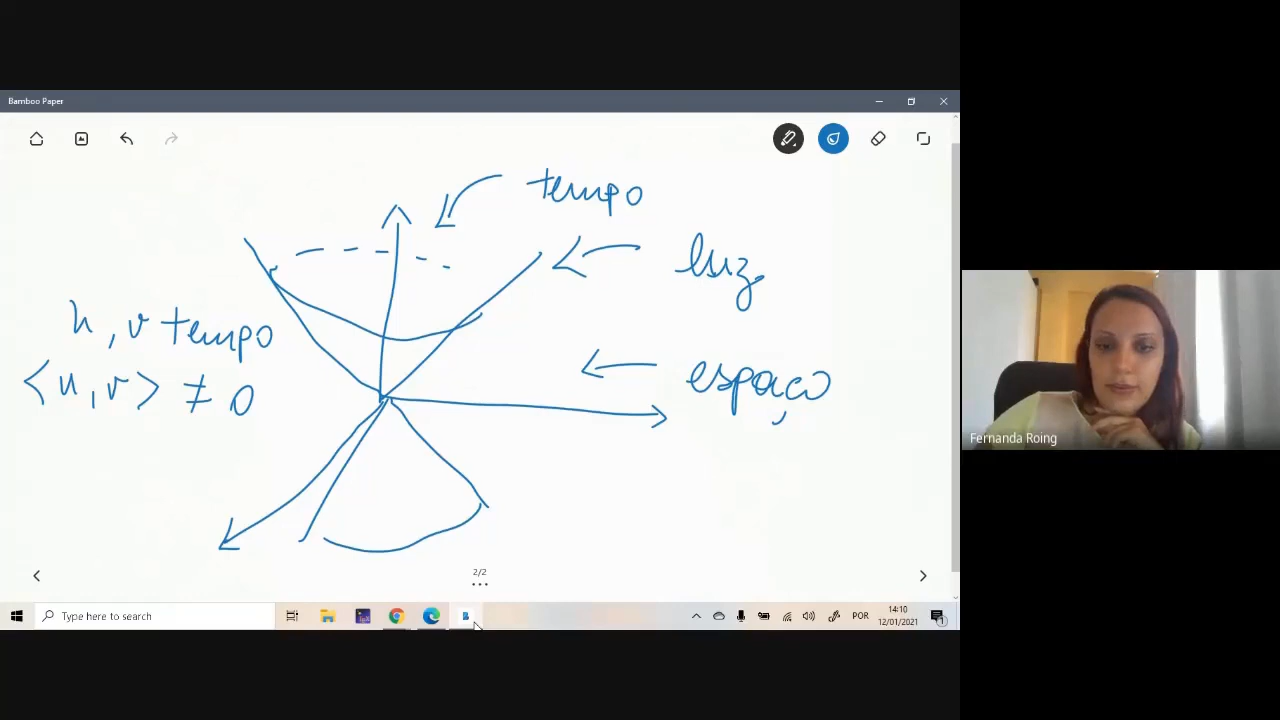 Bamboo Paper
tempo
luz
u, v tempo
<u, v> ≠ 0
espaço
Fernanda Roing
2/2
Type here to search
POR
14:10
12/01/2021
1